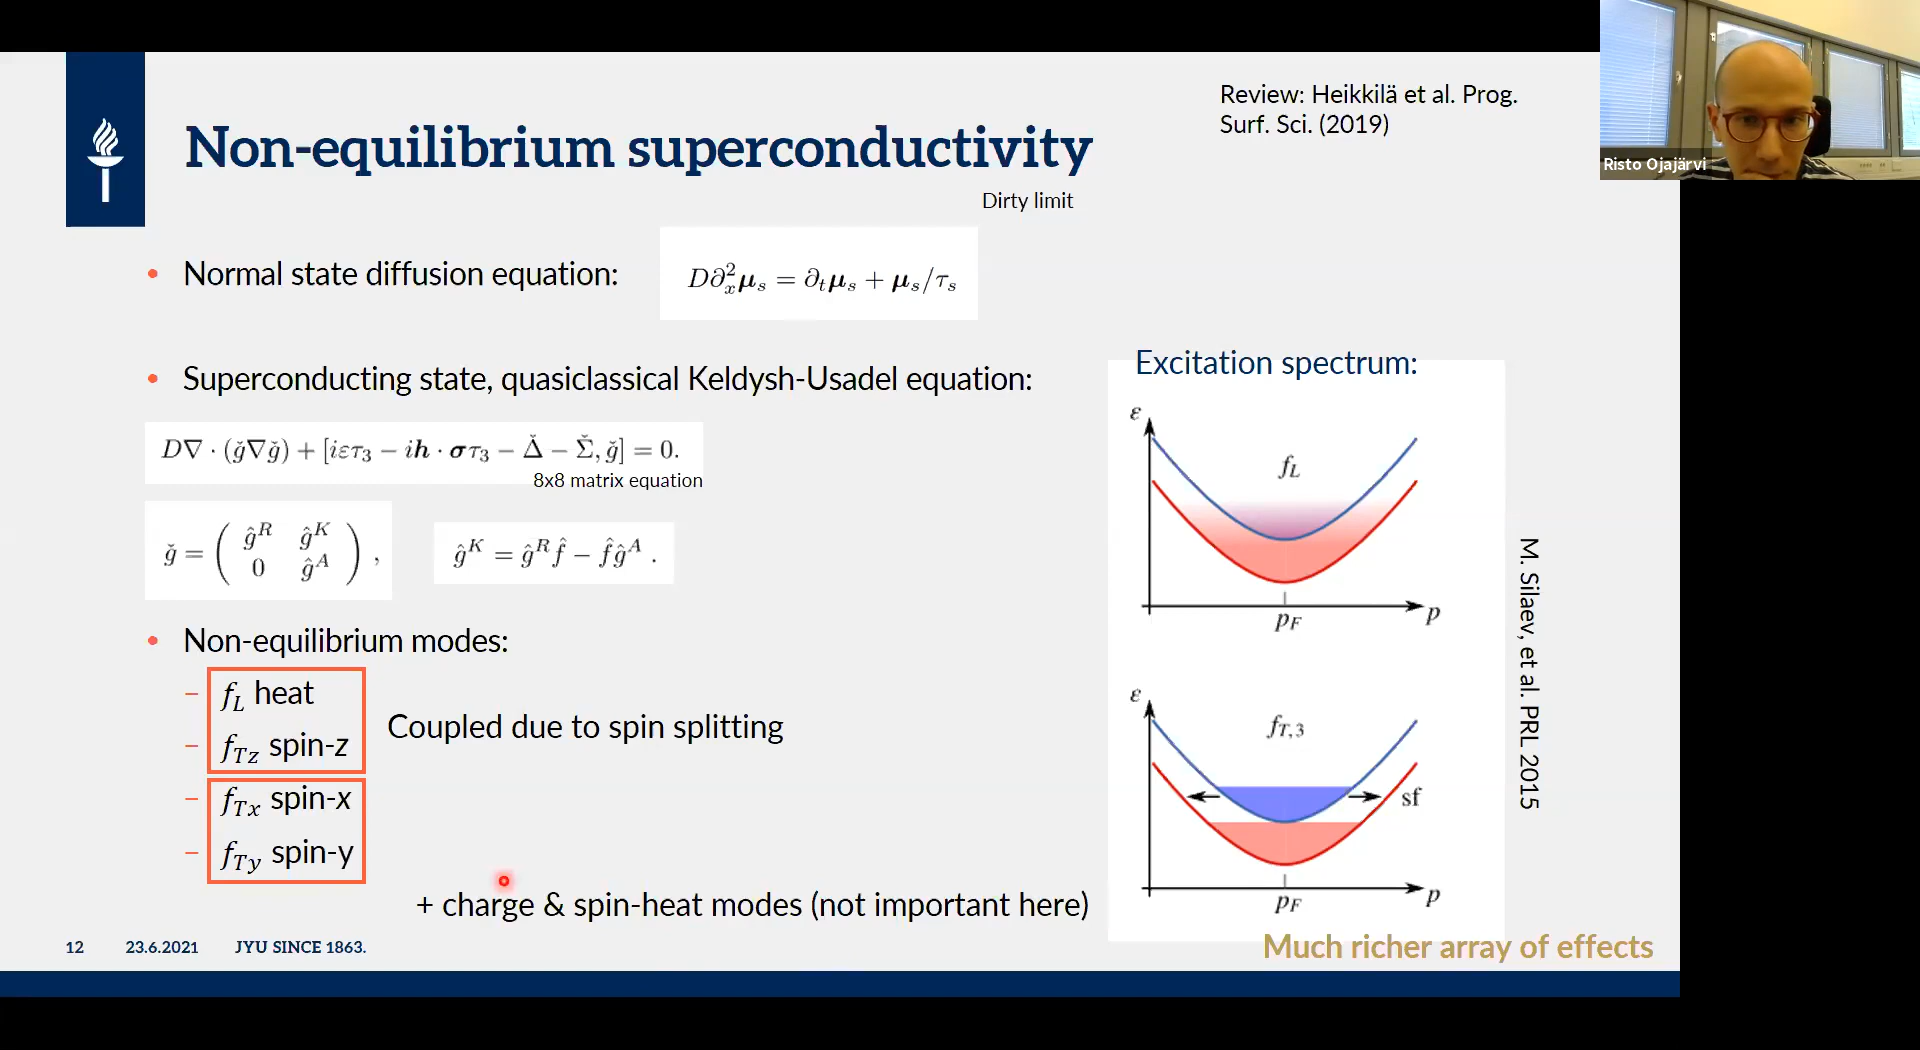 Review: Heikkilä et al. Prog.
Surf. Sci. (2019)
Risto Ojajärvi
Non-equilibrium superconductivity
Dirty limit
• Normal state diffusion equation:
D∂²ₓ𝝁ₛ = ∂ₜ𝝁ₛ + 𝝁ₛ/τₛ
• Superconducting state, quasiclassical Keldysh-Usadel equation:
D∇ · (ǧ∇ǧ) + [iετ₃ − i𝒉 · 𝝈τ₃ − Δ̌ − Σ̌, ǧ] = 0.
8x8 matrix equation
ǧ = ( ĝᴿ ĝᴷ
0 ĝᴬ ) ,
ĝᴷ = ĝᴿf̂ − f̂ĝᴬ .
• Non-equilibrium modes:
– f_L heat
– f_Tz spin-z
Coupled due to spin splitting
– f_Tx spin-x
– f_Ty spin-y
+ charge & spin-heat modes (not important here)
Excitation spectrum:
ε
f_L
p_F
p
ε
f_T,3
sf
p_F
p
M. Silaev, et al. PRL 2015
Much richer array of effects
12 23.6.2021 JYU SINCE 1863.